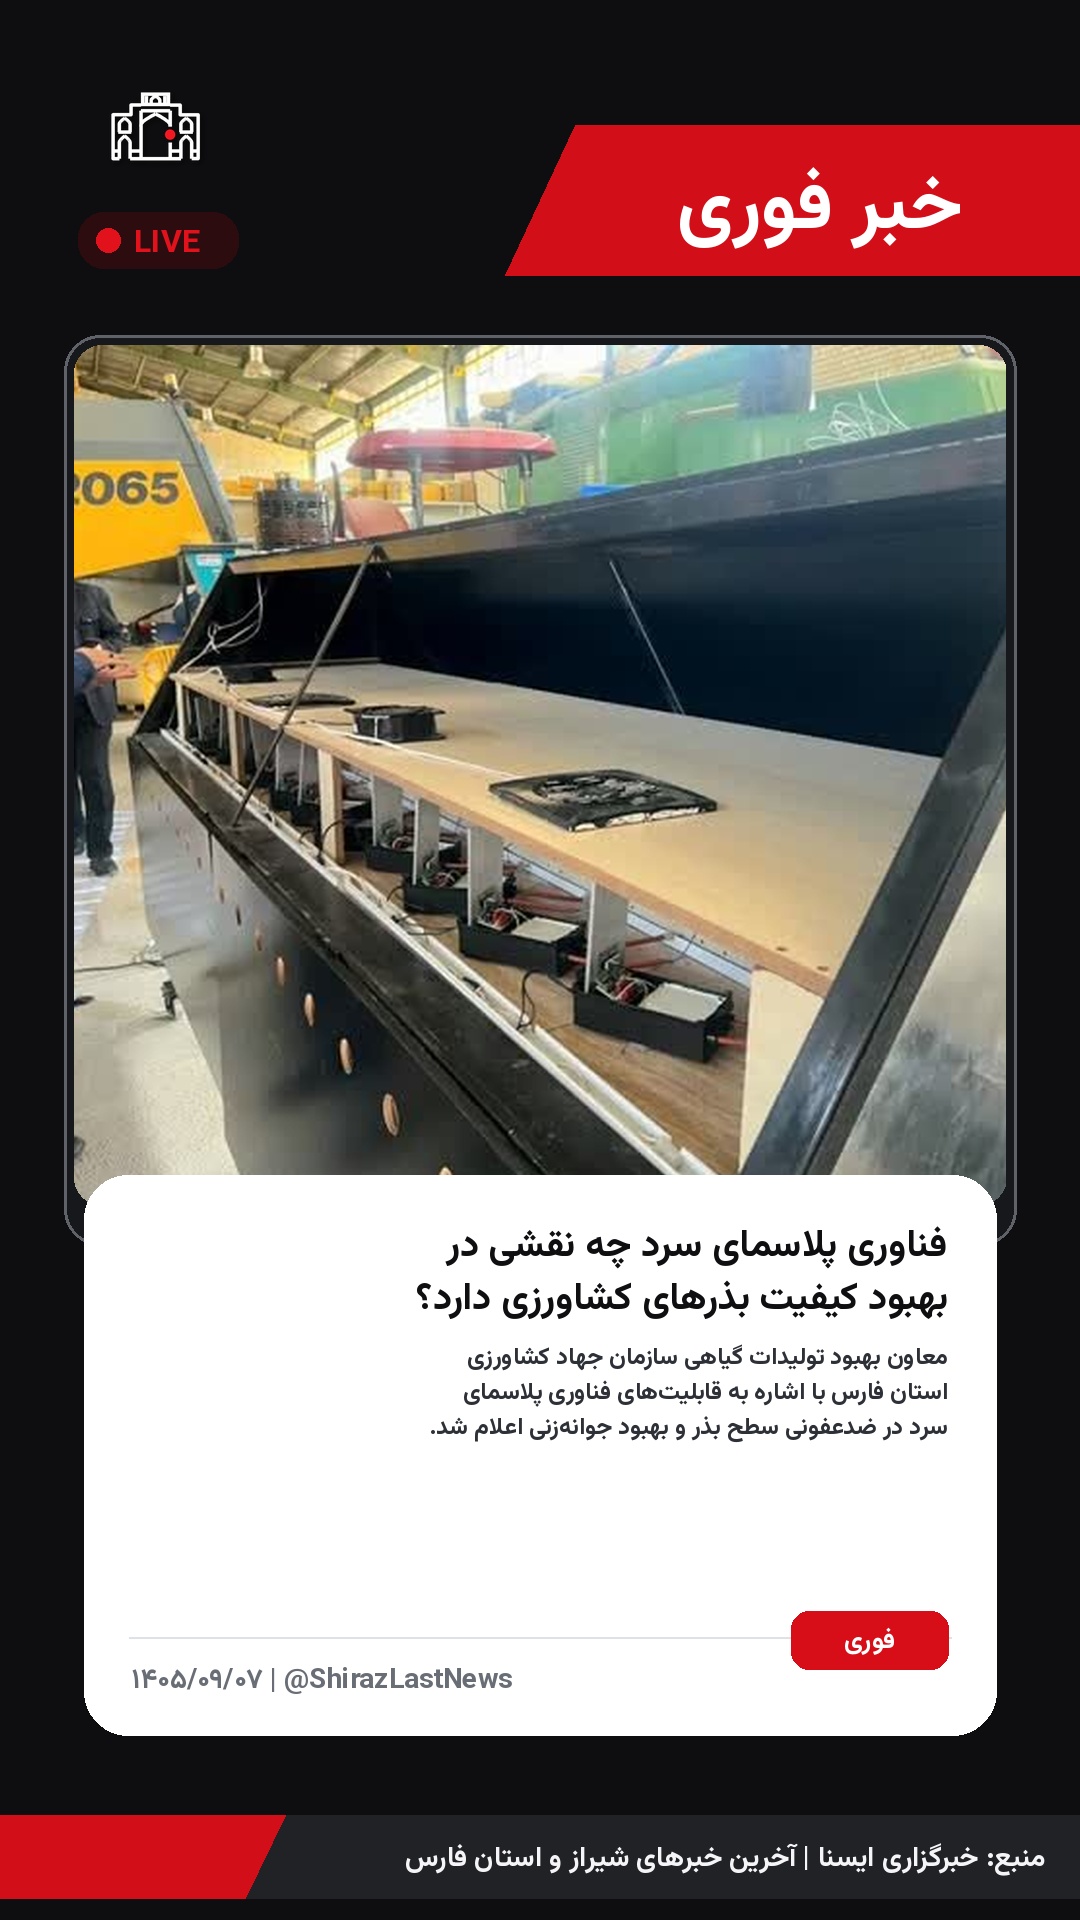 LIVE
خبر فوری
2065
فناوری پلاسمای سرد چه نقشی در
بهبود کیفیت بذرهای کشاورزی دارد؟
معاون بهبود تولیدات گیاهی سازمان جهاد کشاورزی
استان فارس با اشاره به قابلیت‌های فناوری پلاسمای
سرد در ضدعفونی سطح بذر و بهبود جوانه‌زنی اعلام شد.
فوری
۱۴۰۵/۰۹/۰۷ | @ShirazLastNews
منبع: خبرگزاری ایسنا | آخرین خبرهای شیراز و استان فارس